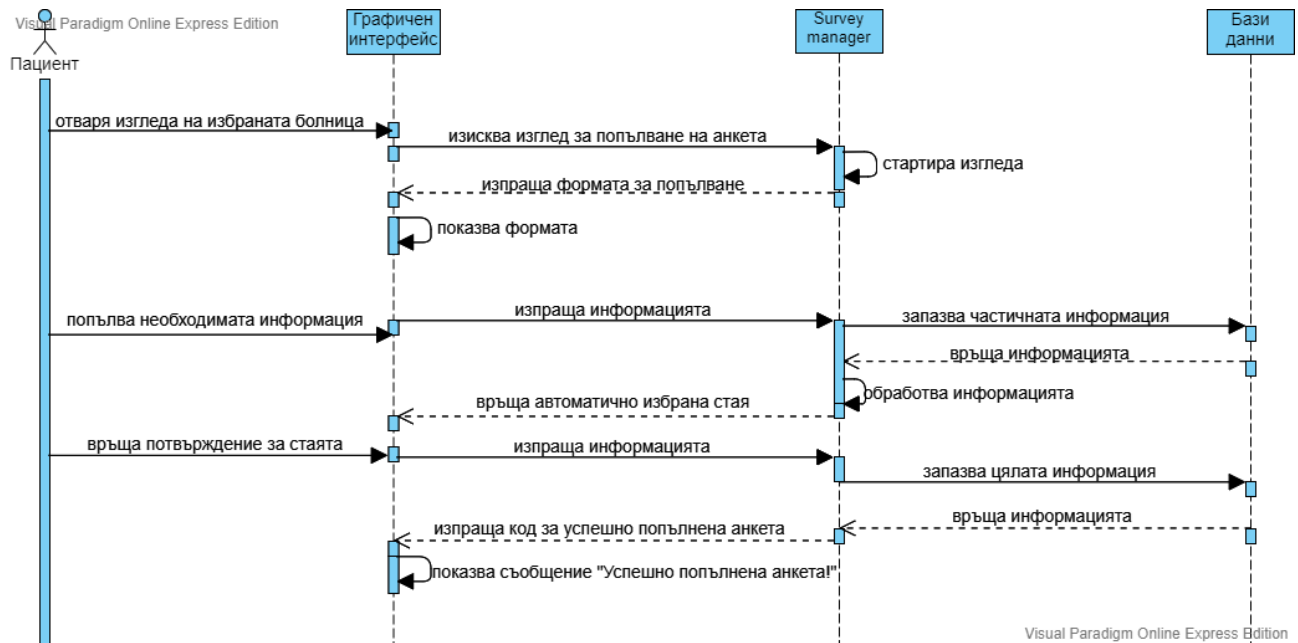 Visual Paradigm Online Express Edition
Пациент
Графичен
интерфейс
Survey
manager
Бази
данни
отваря изгледа на избраната болница
изисква изглед за попълване на анкета
стартира изгледа
изпраща формата за попълване
показва формата
попълва необходимата информация
изпраща информацията
запазва частичната информация
връща информацията
обработва информацията
връща автоматично избрана стая
връща потвърждение за стаята
изпраща информацията
запазва цялата информация
връща информацията
изпраща код за успешно попълнена анкета
показва съобщение "Успешно попълнена анкета!"
Visual Paradigm Online Express Edition